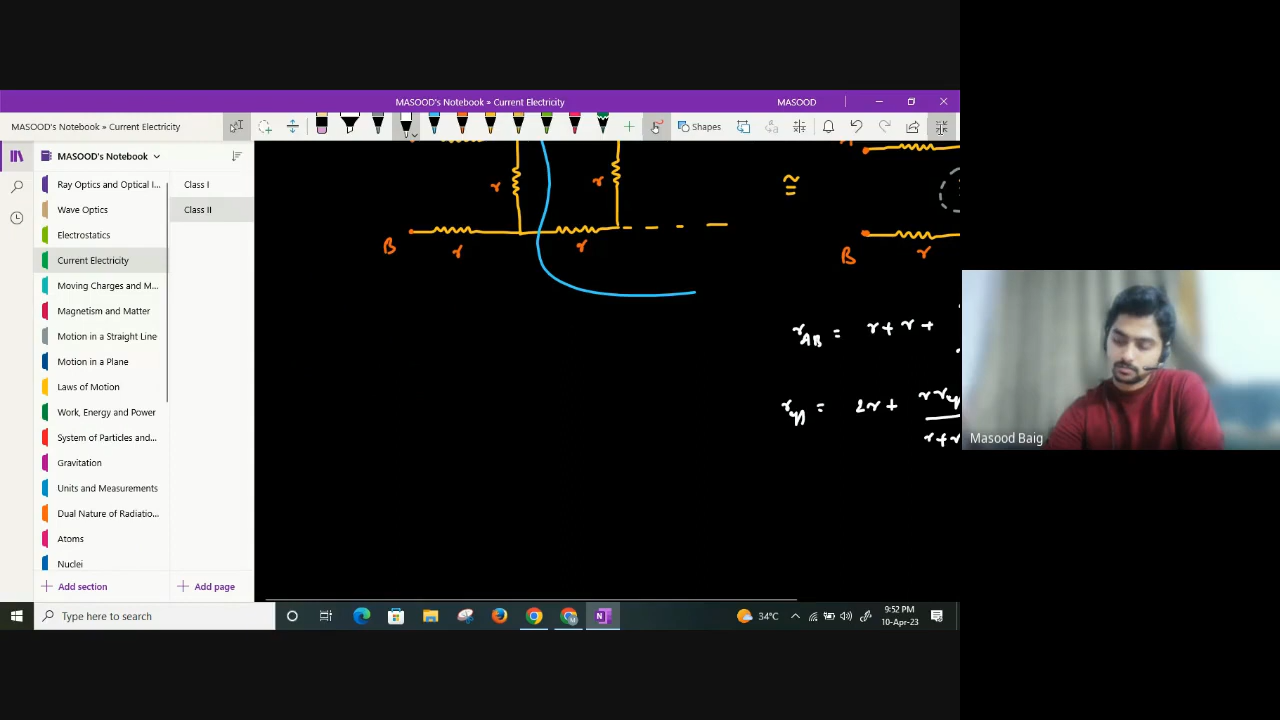 MASOOD's Notebook » Current Electricity
MASOOD
MASOOD's Notebook » Current Electricity
Shapes
MASOOD's Notebook
Ray Optics and Optical I...
Wave Optics
Electrostatics
Current Electricity
Moving Charges and M...
Magnetism and Matter
Motion in a Straight Line
Motion in a Plane
Laws of Motion
Work, Energy and Power
System of Particles and...
Gravitation
Units and Measurements
Dual Nature of Radiatio...
Atoms
Nuclei
Add section
Class I
Class II
Add page
r r
B r r
≅
A
B r
r_AB = r + r +
r_eq = 2r +
Masood Baig
Type here to search
34°C
9:52 PM
10-Apr-23